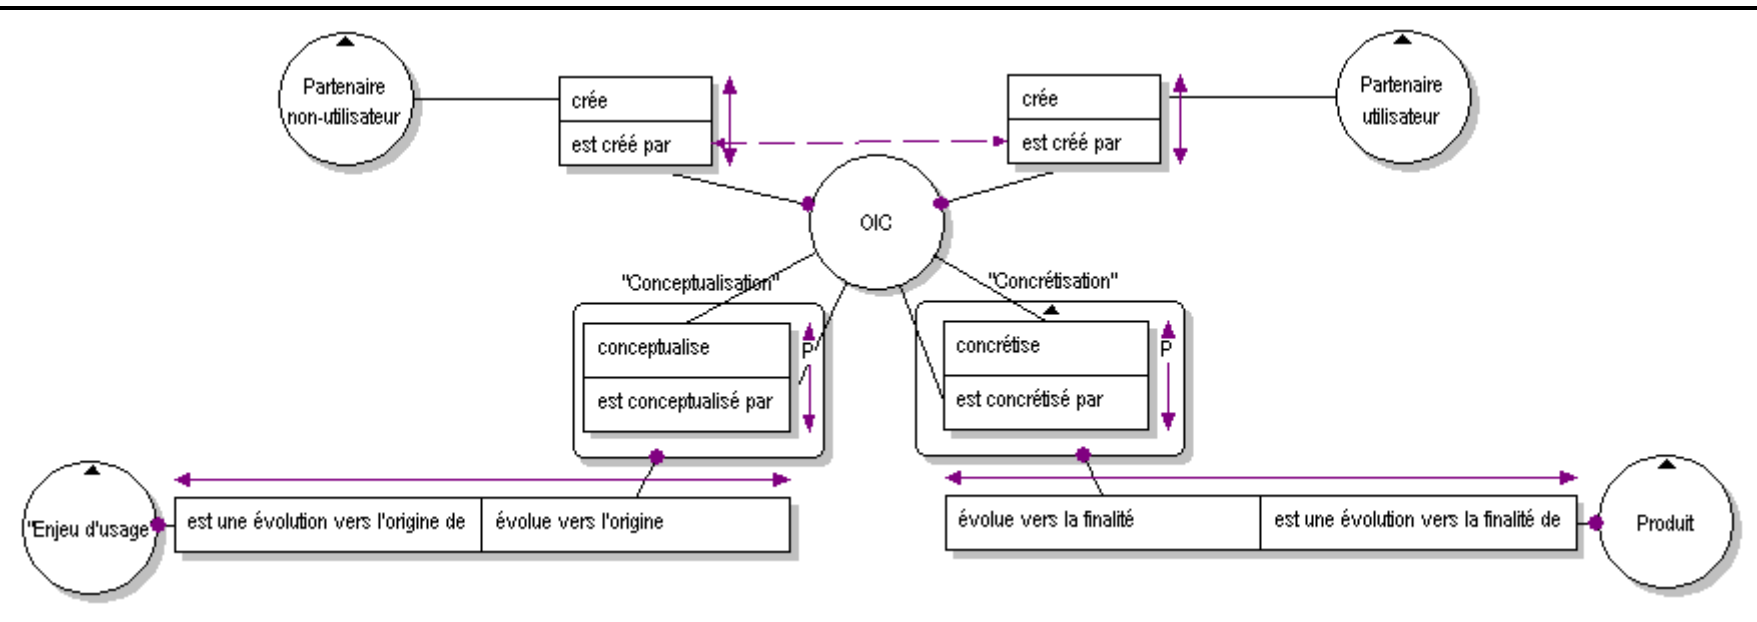 Partenaire
non-utilisateur
crée
est créé par
crée
est créé par
Partenaire
utilisateur
OIC
"Conceptualisation"
"Concrétisation"
conceptualise
est conceptualisé par
P
concrétise
est concrétisé par
P
"Enjeu d'usage"
est une évolution vers l'origine de
évolue vers l'origine
évolue vers la finalité
est une évolution vers la finalité de
Produit